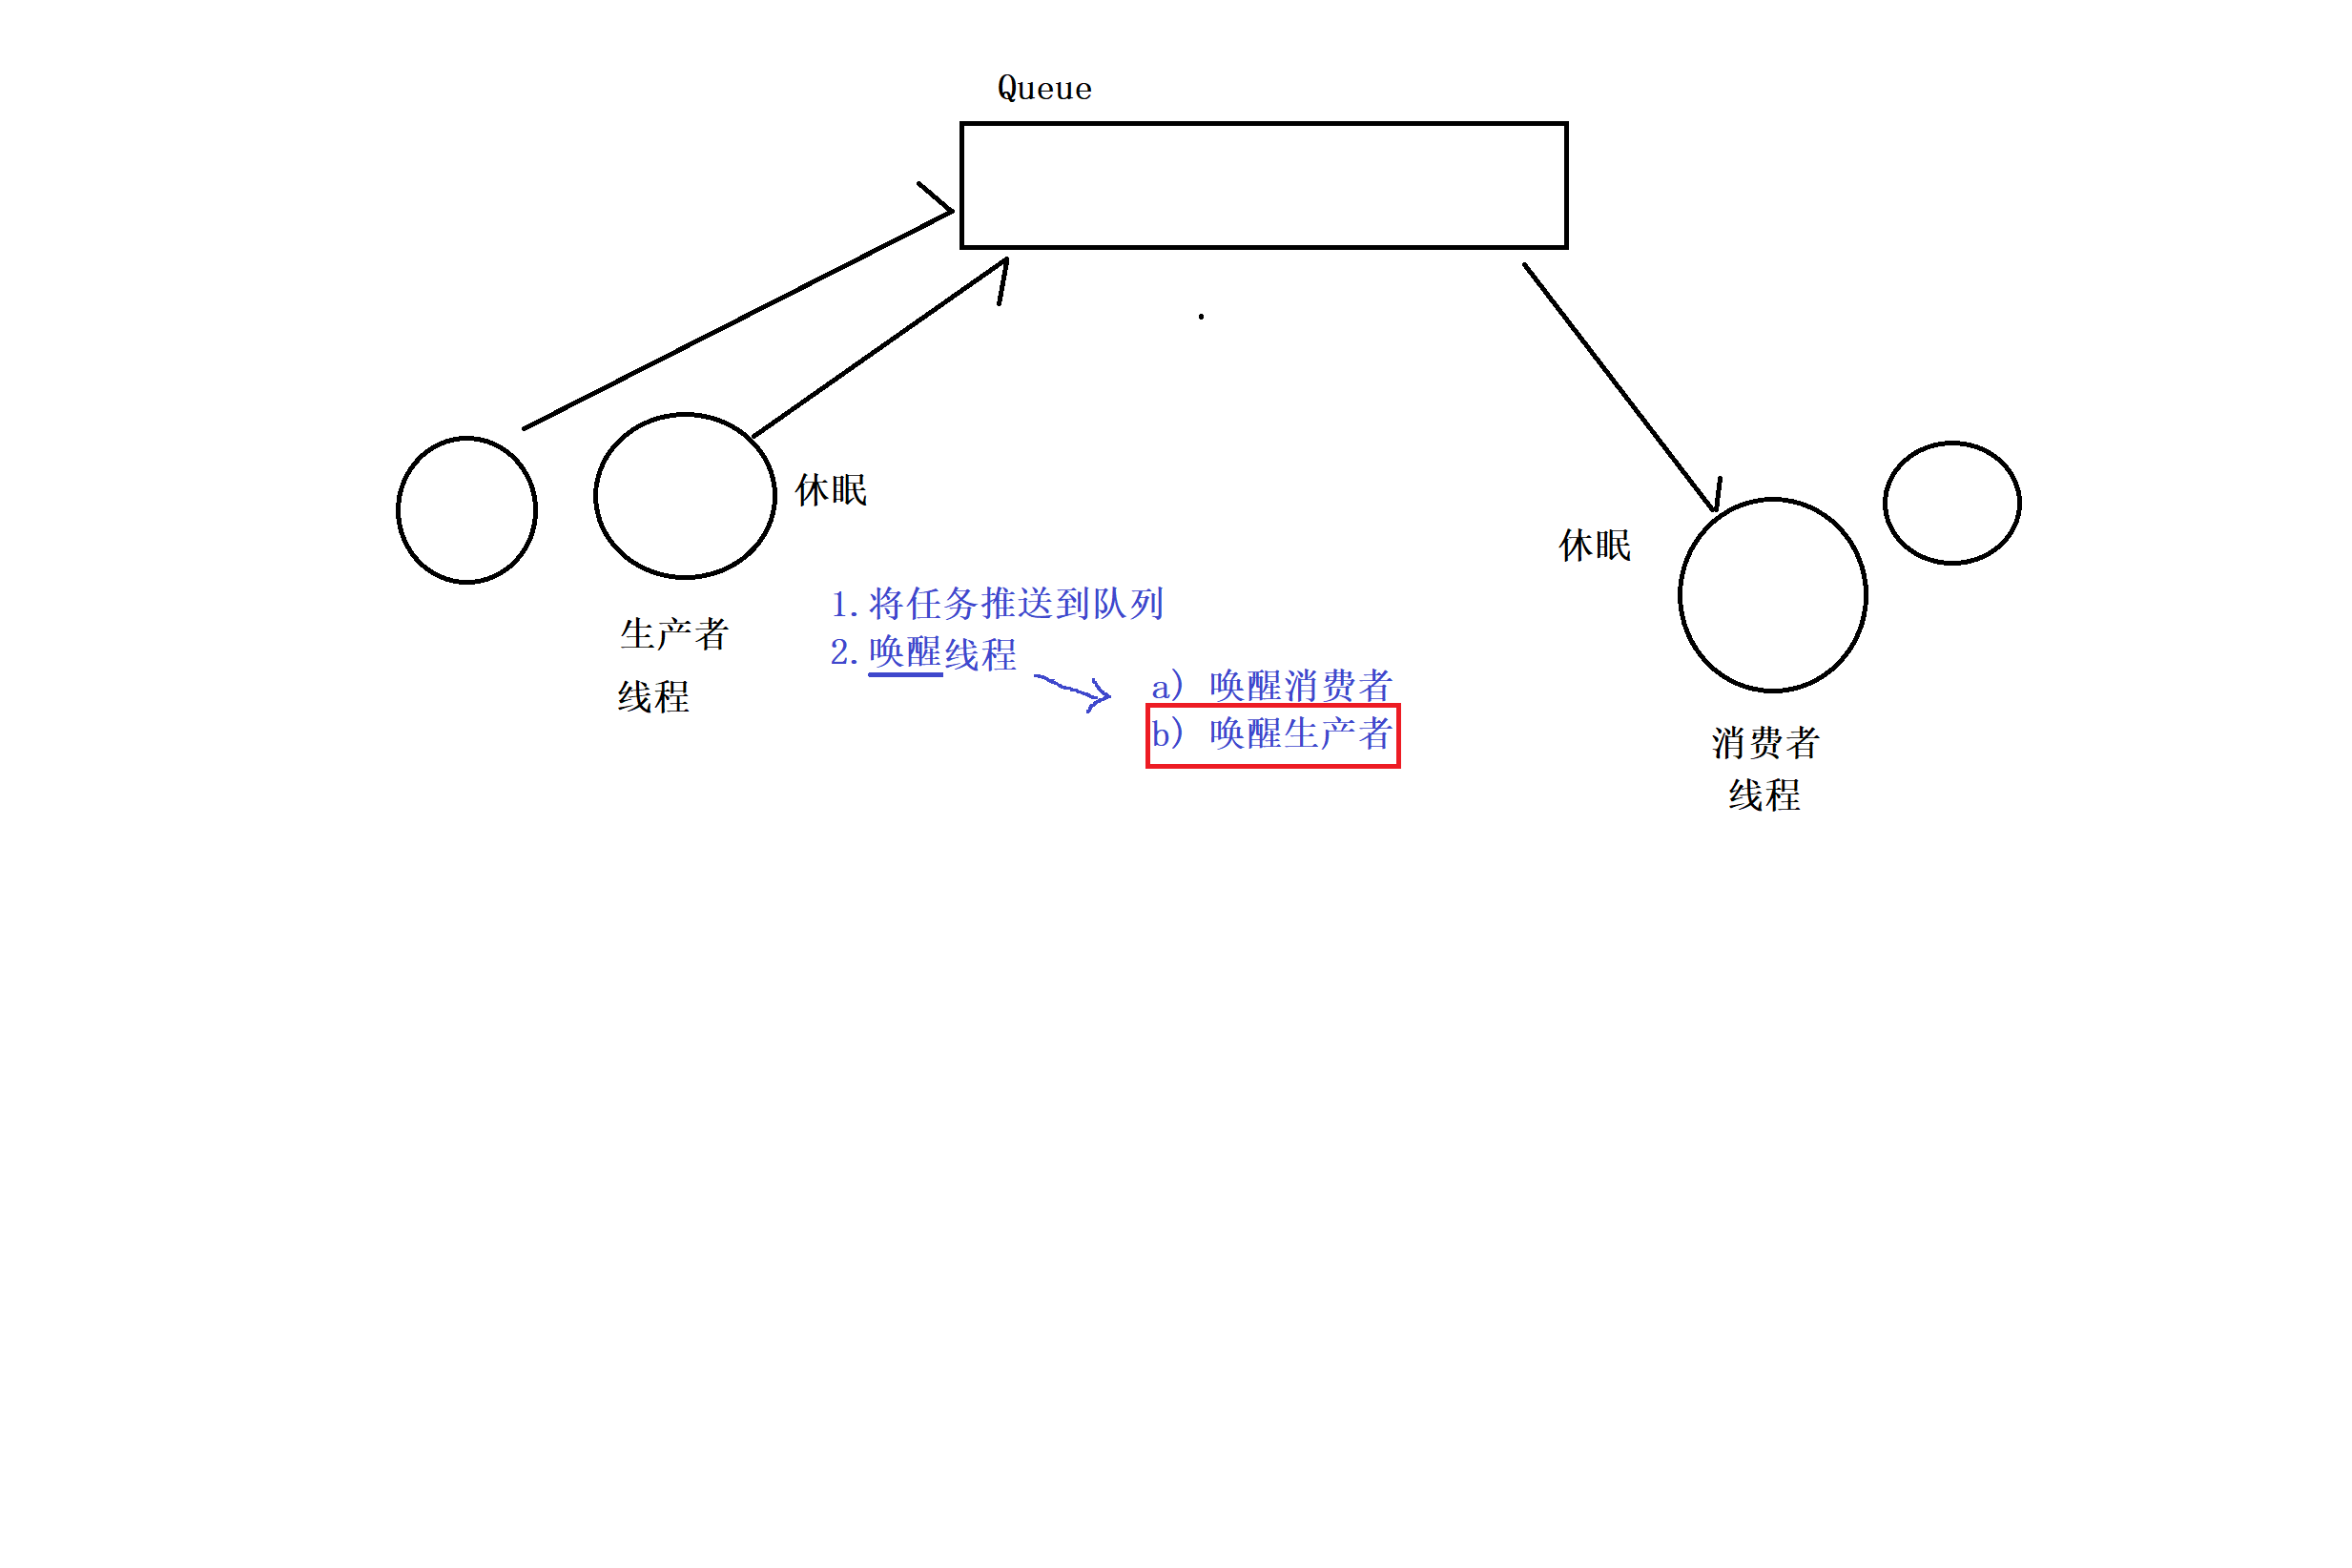 Queue
休眠
休眠
1.将任务推送到队列
生产者
2.唤醒线程
线程
a) 唤醒消费者
b) 唤醒生产者
消费者
线程